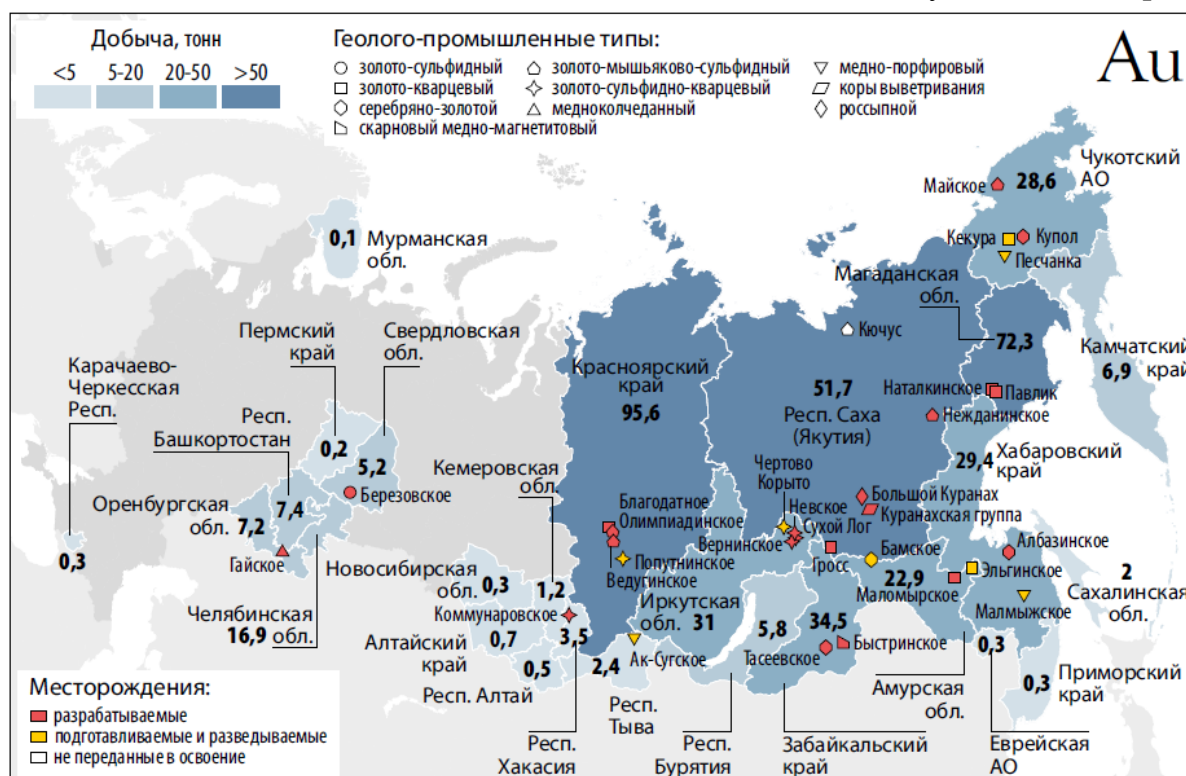 Добыча, тонн
<5
5-20
20-50
>50
Геолого-промышленные типы:
золото-сульфидный
золото-мышьяково-сульфидный
медно-порфировый
золото-кварцевый
золото-сульфидно-кварцевый
коры выветривания
серебряно-золотой
медноколчеданный
россыпной
скарновый медно-магнетитовый
Au
Чукотский
АО
28,6
Майское
Кекура
Купол
Песчанка
Магаданская
обл.
72,3
Камчатский
край
6,9
0,1
Мурманская
обл.
Кючус
Пермский
край
Свердловская
обл.
Карачаево-
Черкесская
Респ.
Красноярский
край
95,6
51,7
Респ. Саха
(Якутия)
Наталкинское
Павлик
Нежданинское
Респ.
Башкортостан
0,2
5,2
Березовское
Кемеровская
обл.
Хабаровский
край
29,4
Чертово
Корыто
Оренбургская
обл.
7,2
7,4
Гайское
0,3
Благодатное
Олимпиадинское
Невское
Сухой Лог
Вернинское
Большой Куранах
Куранахская группа
Попутнинское
Ведугинское
Гросс
Бамское
Албазинское
Эльгинское
Новосибирская
обл.
0,3
1,2
22,9
Маломырское
Малмыжское
2
Сахалинская
обл.
Челябинская
обл.
16,9
Коммунаровское
Иркутская
обл.
31
5,8
34,5
Быстринское
Тасеевское
Алтайский
край
0,7
3,5
Ак-Сугское
0,5
2,4
0,3
0,3
Приморский
край
Респ. Алтай
Респ.
Тыва
Амурская
обл.
Месторождения:
разрабатываемые
подготавливаемые и разведываемые
не переданные в освоение
Респ.
Хакасия
Респ.
Бурятия
Забайкальский
край
Еврейская
АО